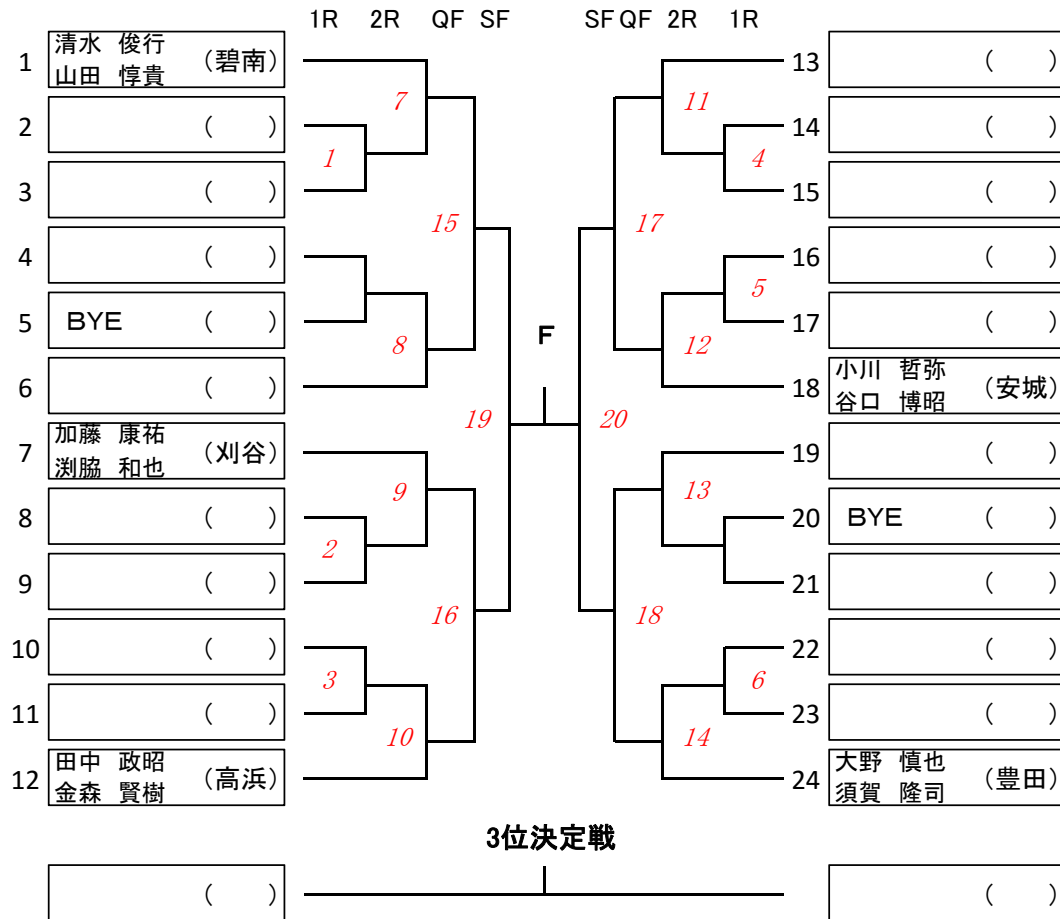 1R 2R QF SF SF QF 2R 1R
1 清水 俊行 (碧南) 13 ( )
山田 惇貴
7 11
2 ( ) 14 ( )
1 4
3 ( ) 15 ( )
15 17
4 ( ) 16 ( )
5
5 BYE ( ) 17 ( )
8 F 12
6 ( ) 18 小川 哲弥 (安城)
谷口 博昭
19 20
7 加藤 康祐 (刈谷) 19 ( )
渕脇 和也
9 13
8 ( ) 20 BYE ( )
2
9 ( ) 21 ( )
16 18
10 ( ) 22 ( )
3 6
11 ( ) 23 ( )
10 14
12 田中 政昭 (高浜) 24 大野 慎也 (豊田)
金森 賢樹 須賀 隆司
3位決定戦
( ) ( )